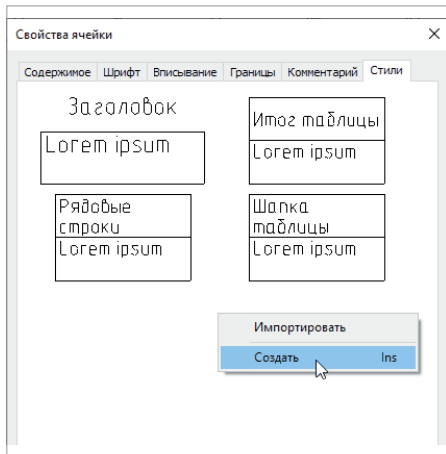 Свойства ячейки
Содержимое Шрифт Вписывание Границы Комментарий Стили
Заголовок
Lorem ipsum
Итог таблицы
Lorem ipsum
Рядовые
строки
Lorem ipsum
Шапка
таблицы
Lorem ipsum
Импортировать
Создать Ins